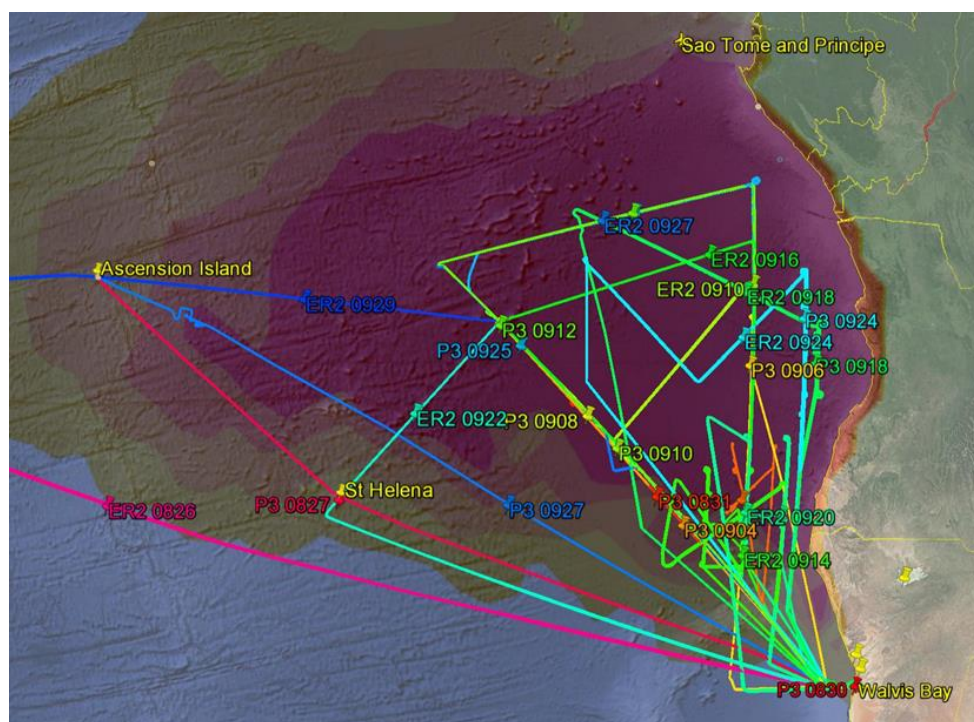 Sao Tome and Principe
ER2 0927
ER2 0916
Ascension Island
ER2 0910
ER2 0918
ER2 0929
P3 0924
P3 0912
ER2 0924
P3 0925
P3 0906
P3 0918
ER2 0922
P3 0908
P3 0910
St Helena
P3 0827
P3 0831
ER2 0826
P3 0927
ER2 0920
P3 0904
ER2 0914
P3 0830
Walvis Bay